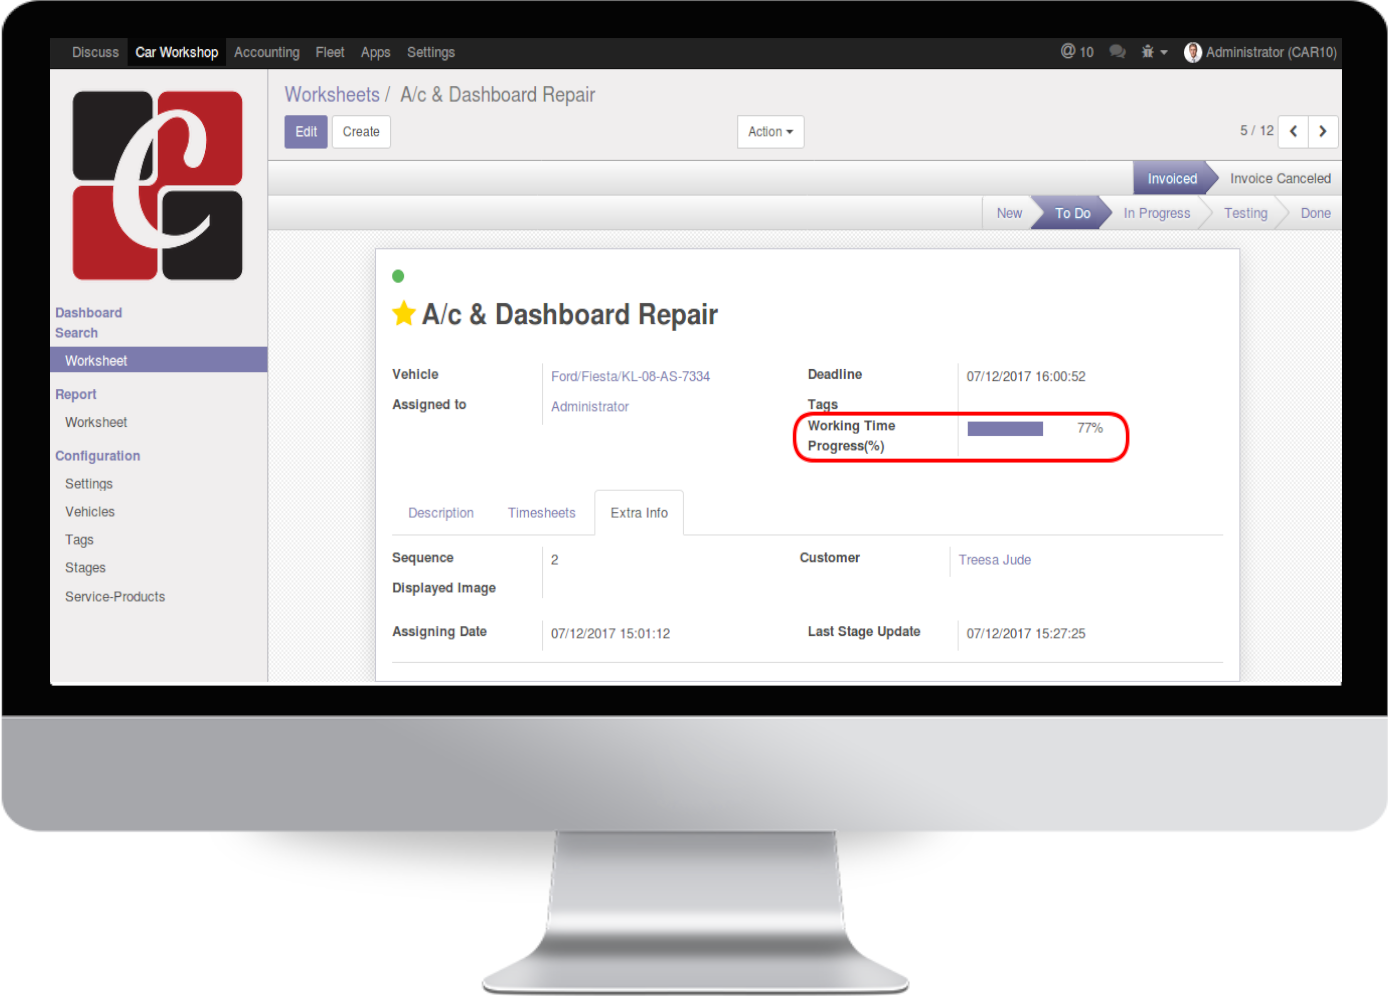 Discuss Car Workshop Accounting Fleet Apps Settings @ 10 Administrator (CAR10)
Worksheets / A/c & Dashboard Repair
Edit Create Action 5 / 12
Invoiced Invoice Canceled
New To Do In Progress Testing Done
C
Dashboard
Search
Worksheet
Report
Worksheet
Configuration
Settings
Vehicles
Tags
Stages
Service-Products
A/c & Dashboard Repair
Vehicle Ford/Fiesta/KL-08-AS-7334
Assigned to Administrator
Deadline 07/12/2017 16:00:52
Tags
Working Time 77%
Progress(%)
Description Timesheets Extra Info
Sequence 2 Customer Treesa Jude
Displayed Image
Assigning Date 07/12/2017 15:01:12 Last Stage Update 07/12/2017 15:27:25